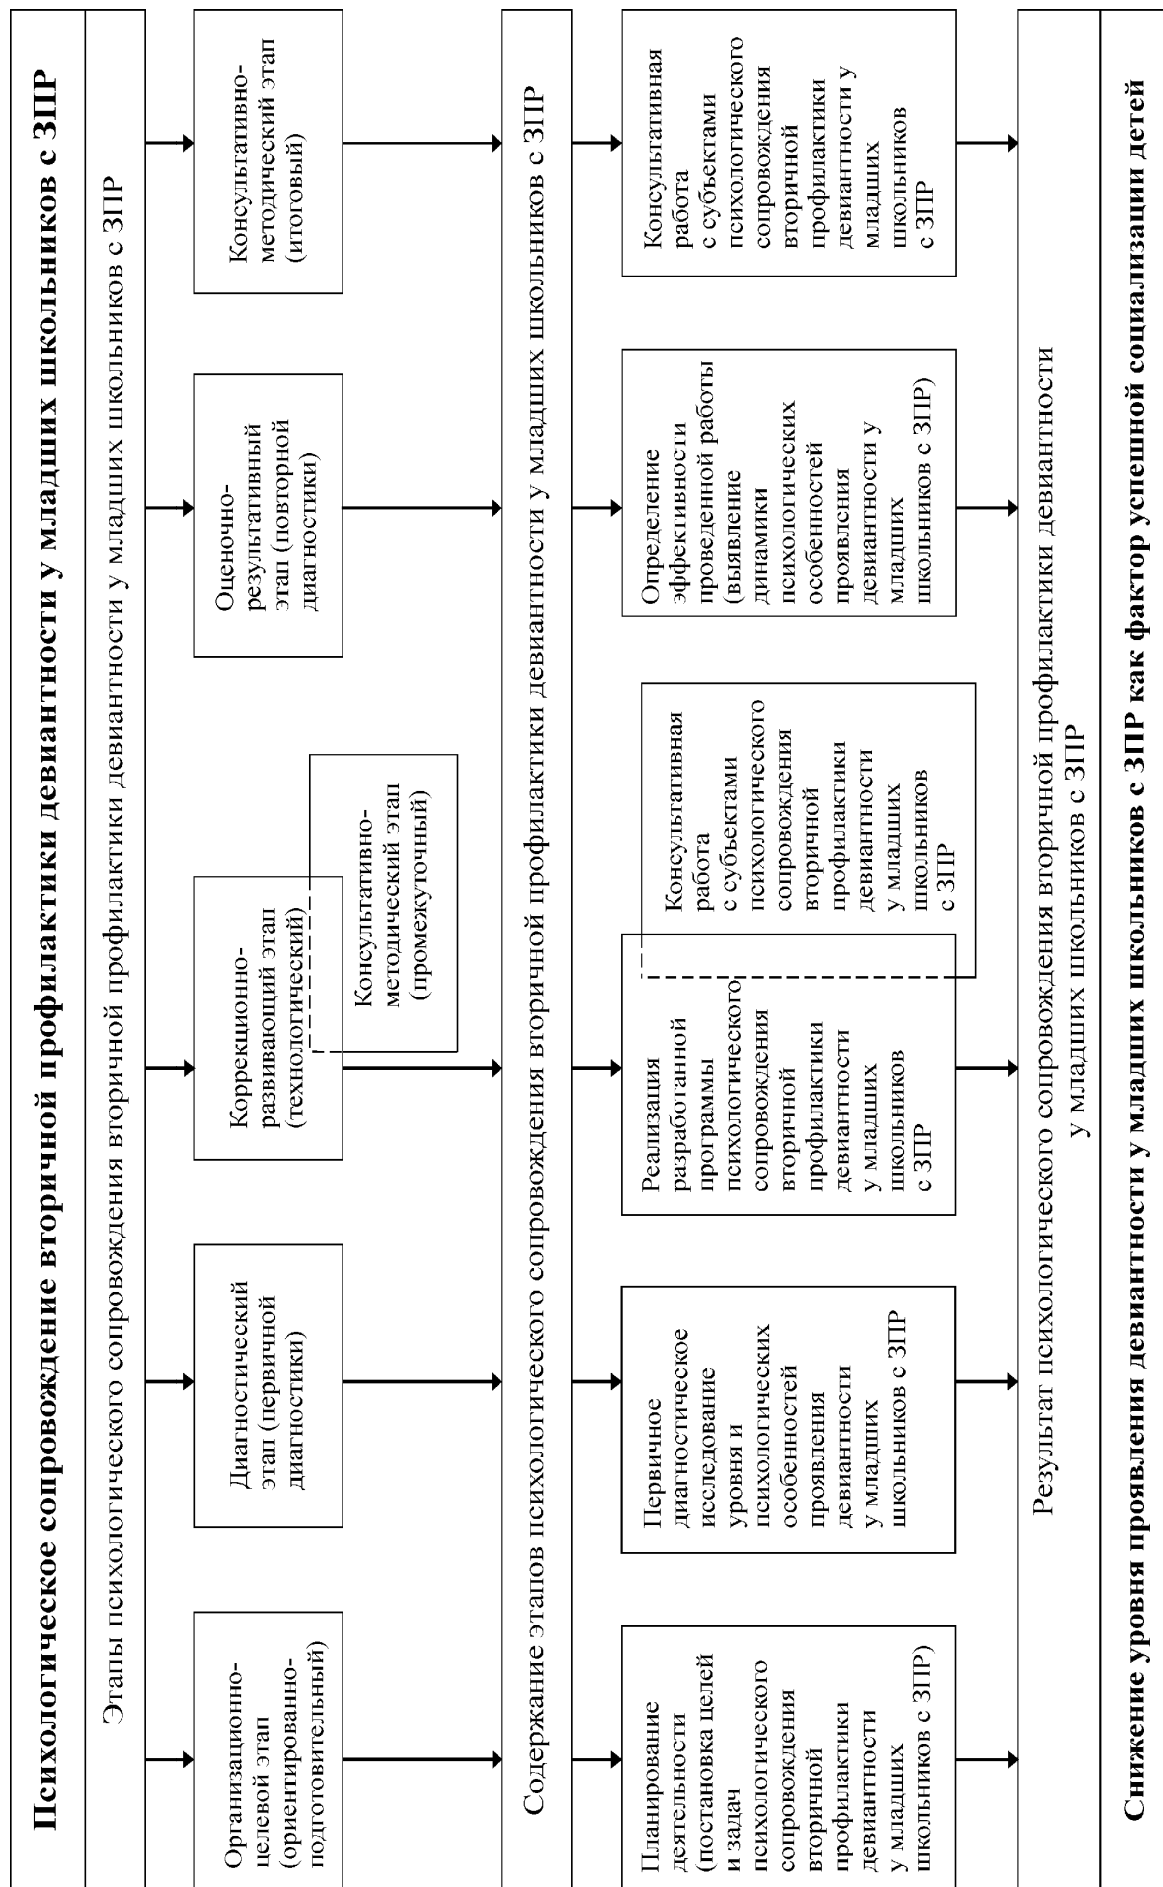 Психологическое сопровождение вторичной профилактики девиантности у младших школьников с ЗПР
Этапы психологического сопровождения вторичной профилактики девиантности у младших школьников с ЗПР
Организационно-
целевой этап
(ориентированно-
подготовительный)
Диагностический
этап (первичной
диагностики)
Коррекционно-
развивающий этап
(технологический)
Консультативно-
методический этап
(промежуточный)
Оценочно-
результативный
этап (повторной
диагностики)
Консультативно-
методический этап
(итоговый)
Содержание этапов психологического сопровождения вторичной профилактики девиантности у младших школьников с ЗПР
Планирование
деятельности
(постановка целей
и задач
психологического
сопровождения
вторичной
профилактики
девиантности
у младших
школьников с ЗПР)
Первичное
диагностическое
исследование
уровня и
психологических
особенностей
проявления
девиантности
у младших
школьников с ЗПР
Реализация
разработанной
программы
психологического
сопровождения
вторичной
профилактики
девиантности
у младших
школьников
с ЗПР
Консультативная
работа
с субъектами
психологического
сопровождения
вторичной
профилактики
девиантности
у младших
школьников
с ЗПР
Определение
эффективности
проведенной работы
(выявление
динамики
психологических
особенностей
проявления
девиантности у
младших
школьников с ЗПР)
Консультативная
работа
с субъектами
психологического
сопровождения
вторичной
профилактики
девиантности у
младших
школьников
с ЗПР
Результат психологического сопровождения вторичной профилактики девиантности
у младших школьников с ЗПР
Снижение уровня проявления девиантности у младших школьников с ЗПР как фактор успешной социализации детей